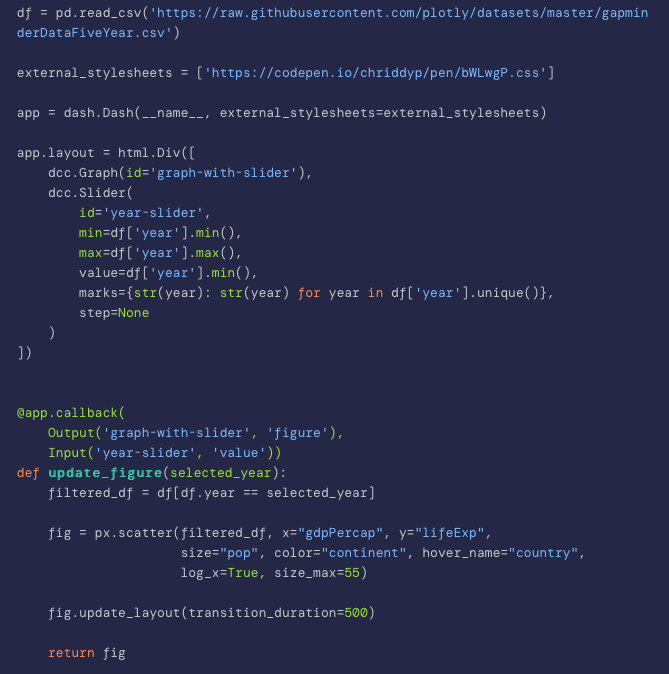 df = pd.read_csv('https://raw.githubusercontent.com/plotly/datasets/master/gapmin
derDataFiveYear.csv')

external_stylesheets = ['https://codepen.io/chriddyp/pen/bWLwgP.css']

app = dash.Dash(__name__, external_stylesheets=external_stylesheets)

app.layout = html.Div([
    dcc.Graph(id='graph-with-slider'),
    dcc.Slider(
        id='year-slider',
        min=df['year'].min(),
        max=df['year'].max(),
        value=df['year'].min(),
        marks={str(year): str(year) for year in df['year'].unique()},
        step=None
    )
])


@app.callback(
    Output('graph-with-slider', 'figure'),
    Input('year-slider', 'value'))
def update_figure(selected_year):
    filtered_df = df[df.year == selected_year]

    fig = px.scatter(filtered_df, x="gdpPercap", y="lifeExp",
                     size="pop", color="continent", hover_name="country",
                     log_x=True, size_max=55)

    fig.update_layout(transition_duration=500)

    return fig